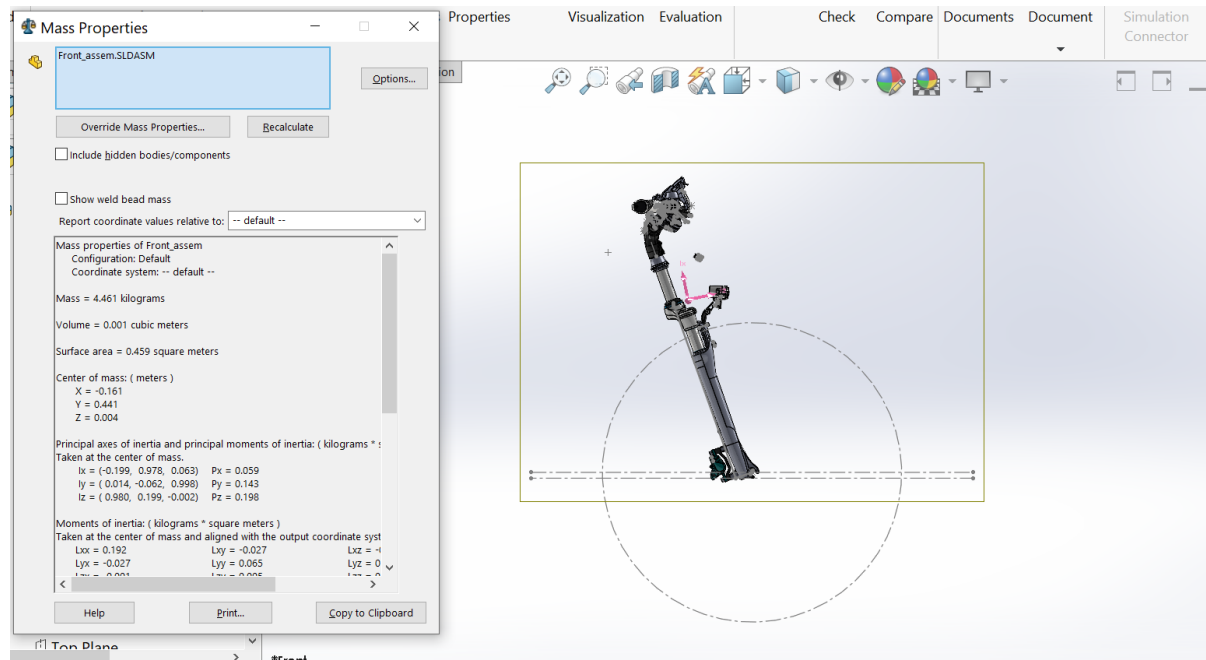 Mass Properties
Front_assem.SLDASM
Options...
Override Mass Properties...
Recalculate
Include hidden bodies/components
Show weld bead mass
Report coordinate values relative to: -- default --
Mass properties of Front_assem
Configuration: Default
Coordinate system: -- default --
Mass = 4.461 kilograms
Volume = 0.001 cubic meters
Surface area = 0.459 square meters
Center of mass: ( meters )
X = -0.161
Y = 0.441
Z = 0.004
Principal axes of inertia and principal moments of inertia: ( kilograms *
Taken at the center of mass.
Ix = (-0.199, 0.978, 0.063) Px = 0.059
Iy = ( 0.014, -0.062, 0.998) Py = 0.143
Iz = ( 0.980, 0.199, -0.002) Pz = 0.198
Moments of inertia: ( kilograms * square meters )
Taken at the center of mass and aligned with the output coordinate syst
Lxx = 0.192 Lxy = -0.027 Lxz =
Lyx = -0.027 Lyy = 0.065 Lyz = 0
Help
Print...
Copy to Clipboard
Properties
Visualization
Evaluation
Check
Compare
Documents
Document
Simulation
Connector
Top Plane
*Front